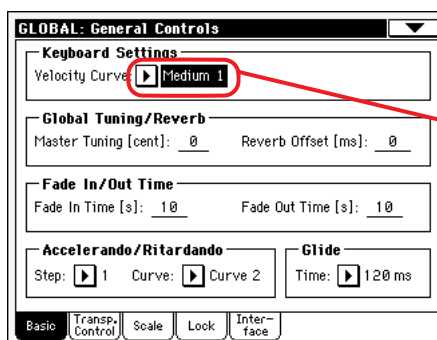 GLOBAL: General Controls
Keyboard Settings
Velocity Curve: Medium 1
Global Tuning/Reverb
Master Tuning [cent]: 0 Reverb Offset [ms]: 0
Fade In/Out Time
Fade In Time [s]: 10 Fade Out Time [s]: 10
Accelerando/Ritardando Glide
Step: 1 Curve: Curve 2 Time: 120 ms
Basic Transp. Control Scale Lock Inter-face